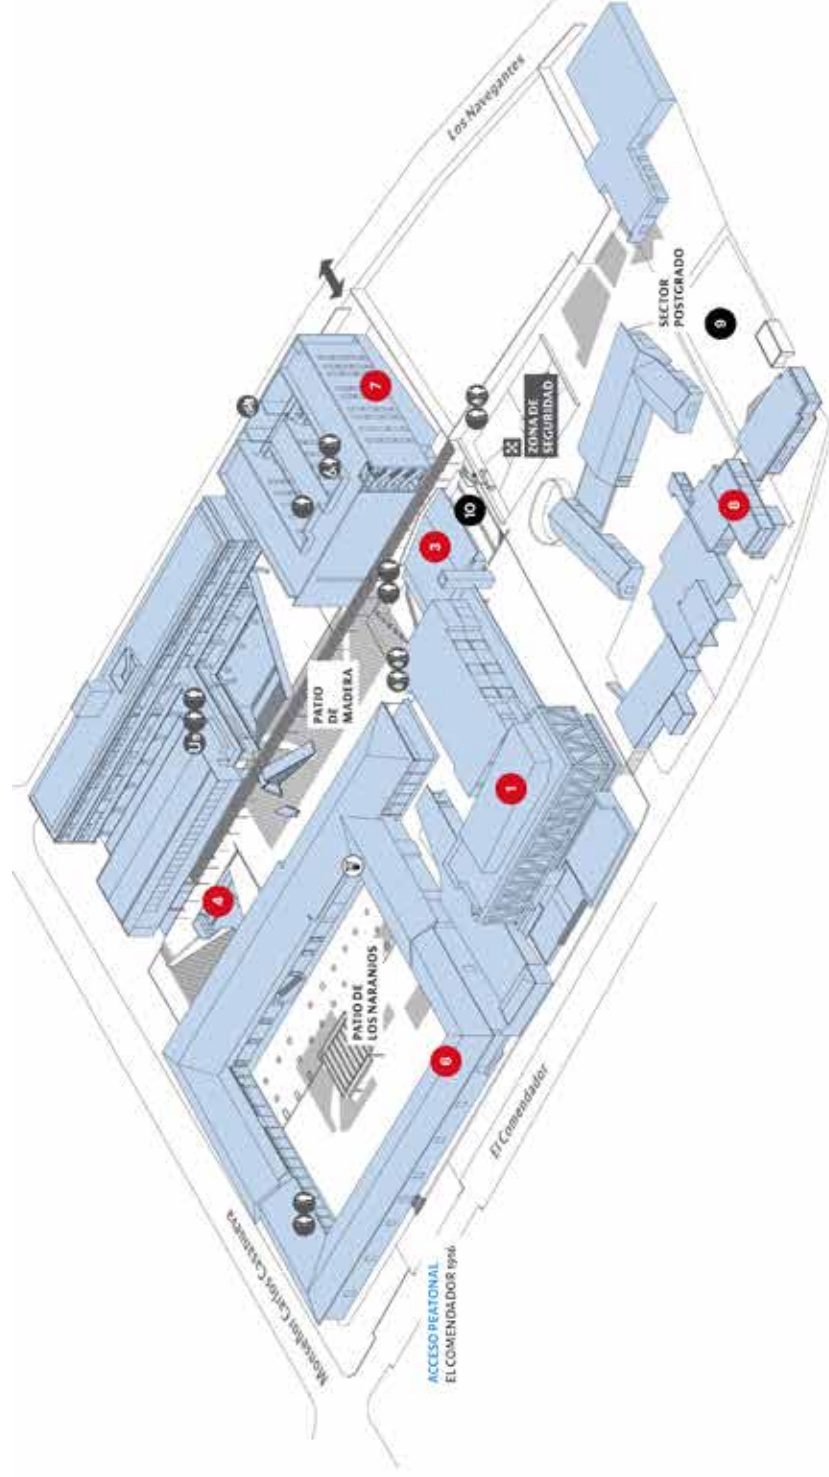 Los Navegantes
7
SECTOR
POSTGRADO
9
ZONA DE
SEGURIDAD
10
3
8
PATIO
DE
MADERA
1
4
PATIO DE
LOS NARANJOS
6
El Comendador
Monseñor Carlos Casanueva
ACCESO PEATONAL
EL COMENDADOR 1916